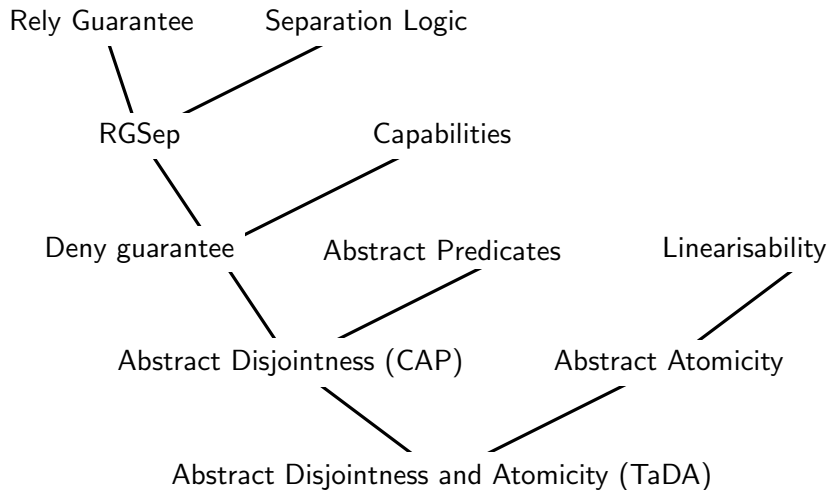 Rely Guarantee
Separation Logic
RGSep
Capabilities
Deny guarantee
Abstract Predicates
Linearisability
Abstract Disjointness (CAP)
Abstract Atomicity
Abstract Disjointness and Atomicity (TaDA)